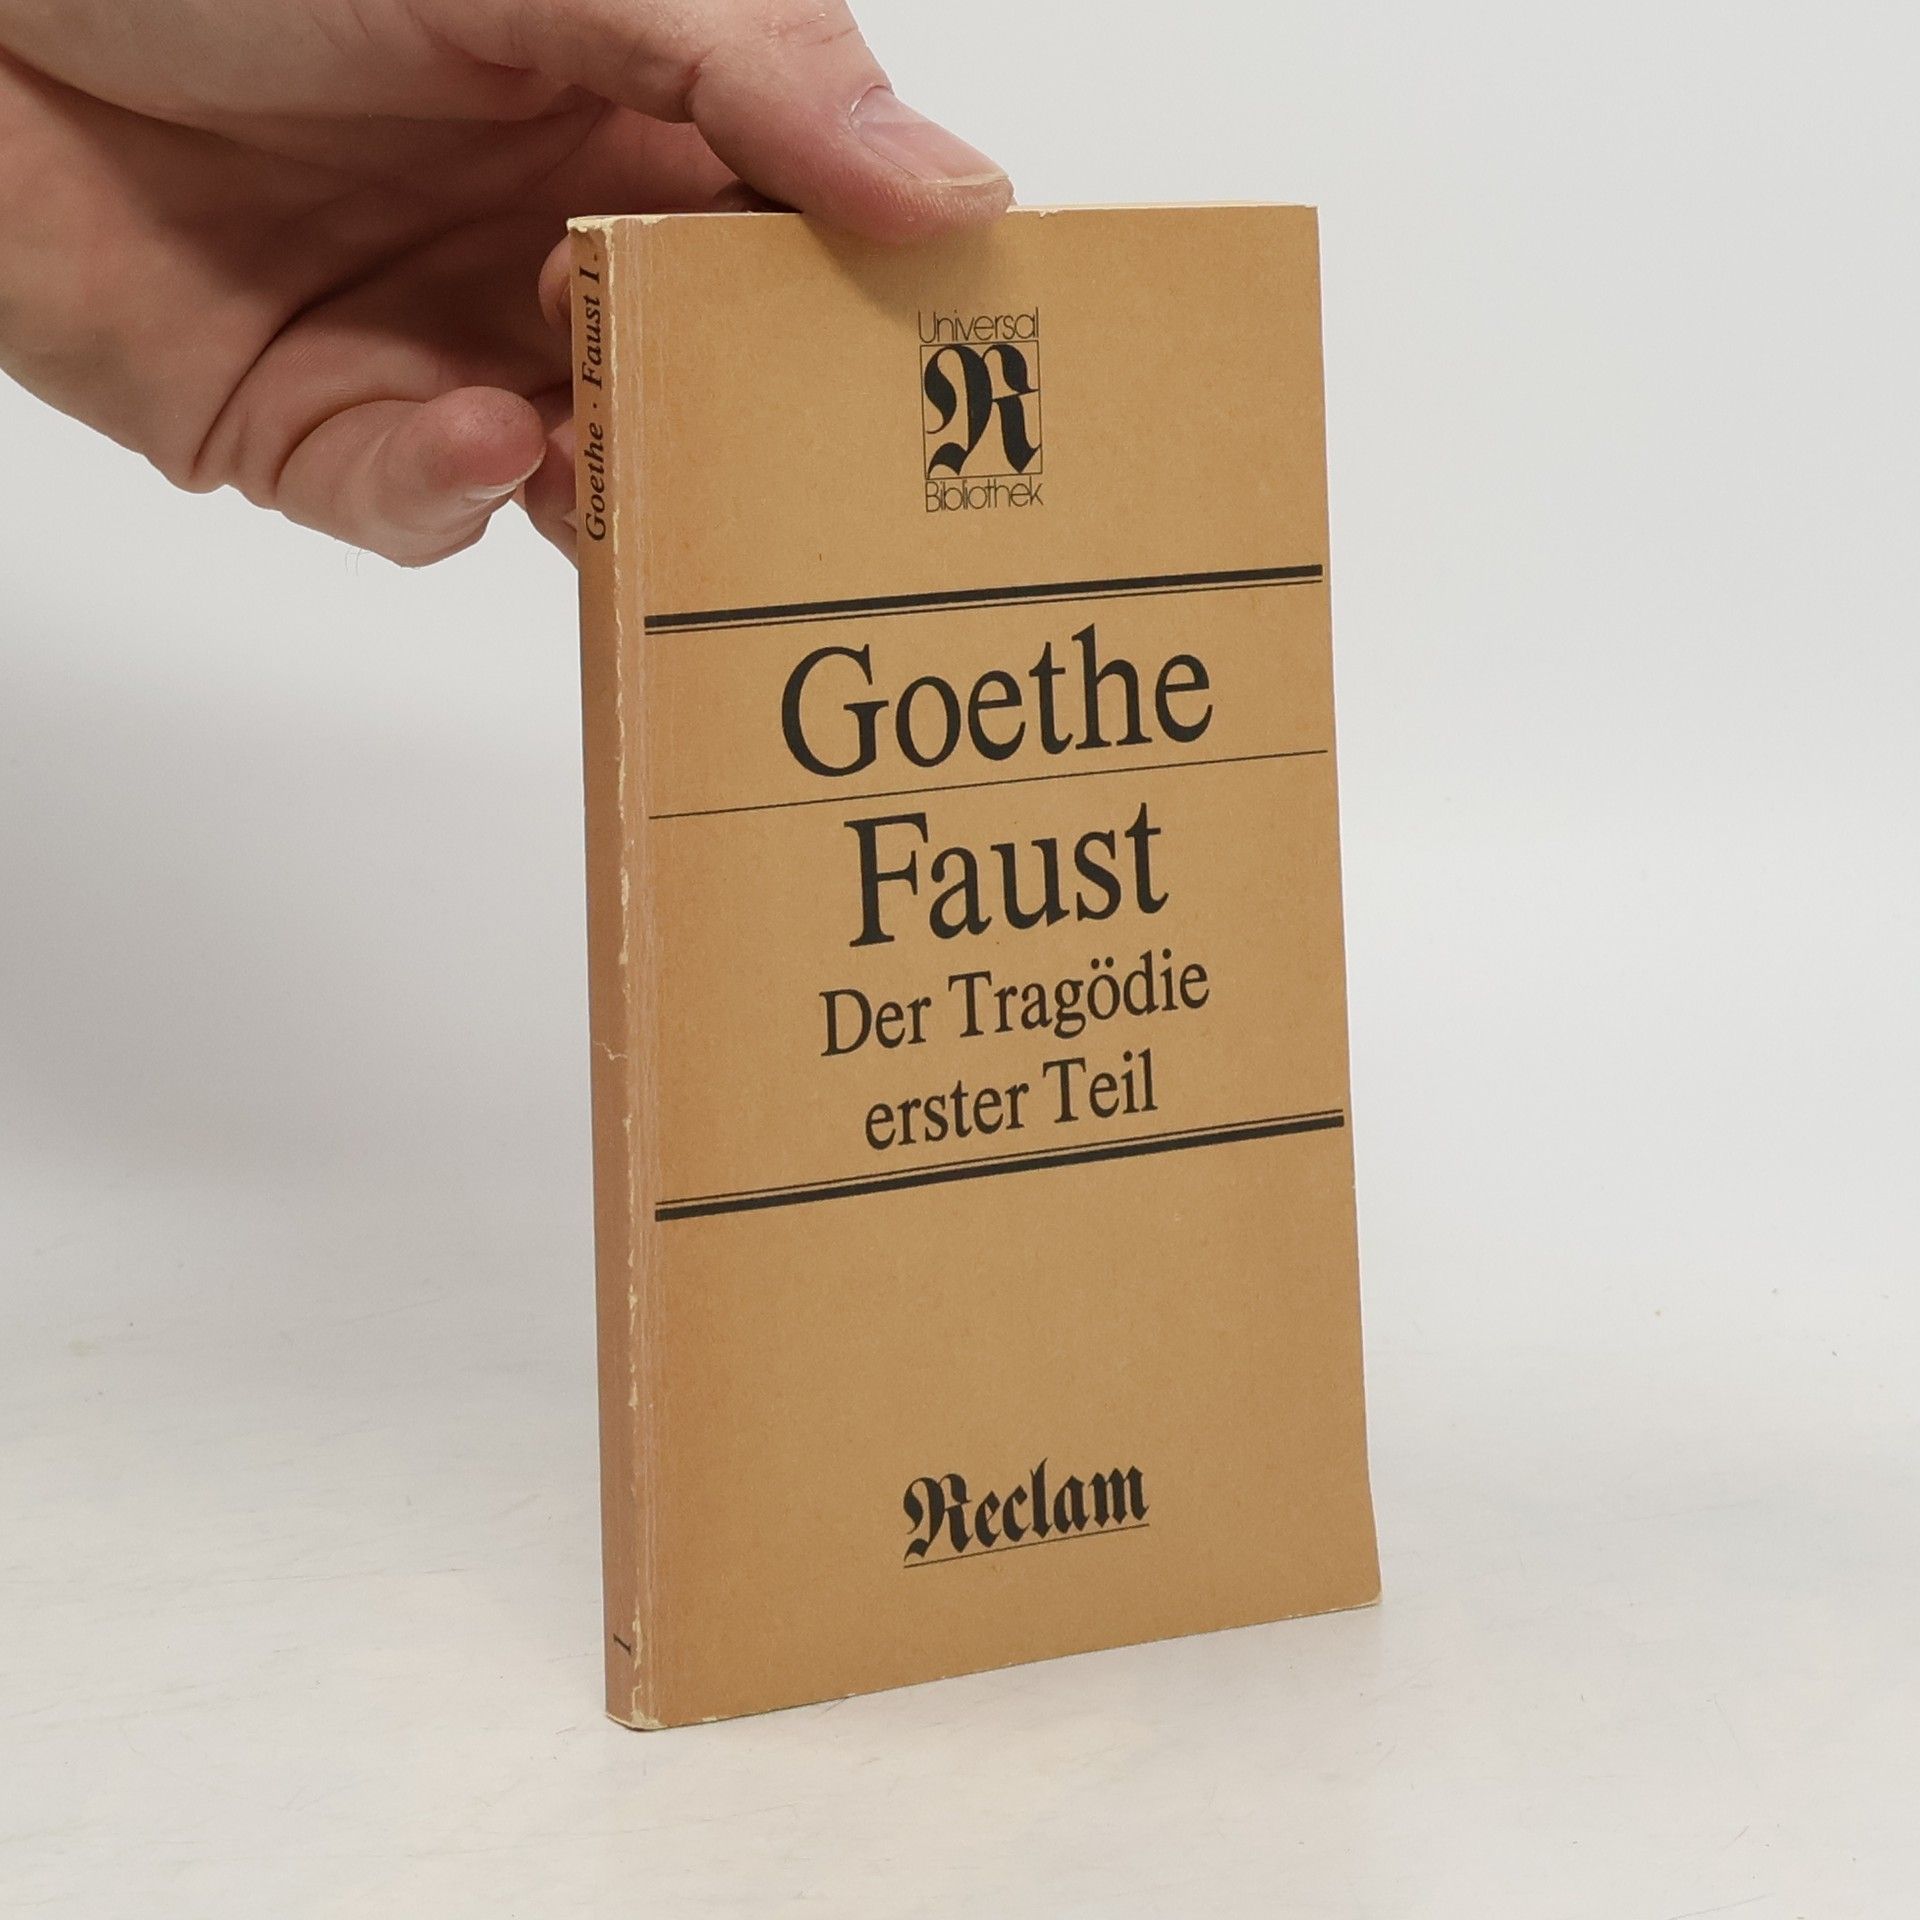 Goethe · Faust I
1
Universal
R
Bibliothek
Goethe
Faust
Der Tragödie
erster Teil
Reclam